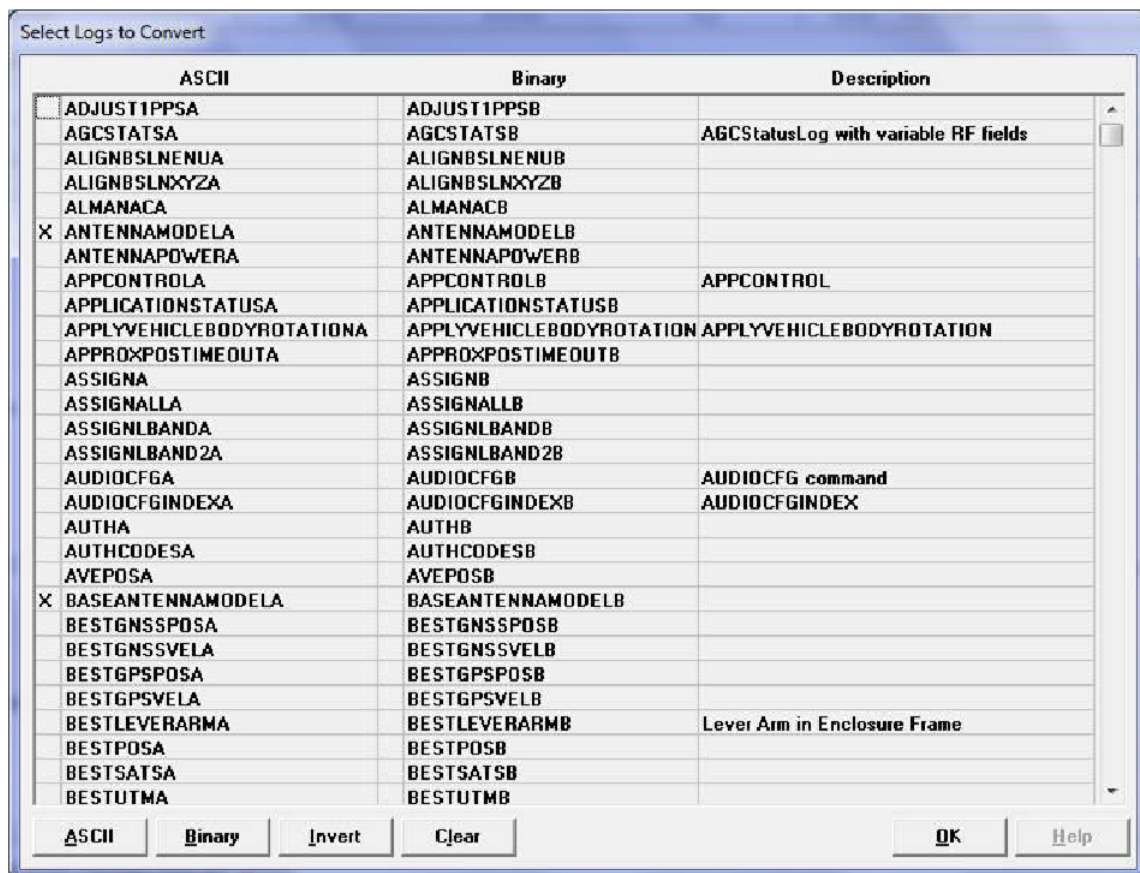 Select Logs to Convert
ASCII Binary Description
ADJUST1PPSA ADJUST1PPSB
AGCSTATSA AGCSTATSB AGCStatusLog with variable RF fields
ALIGNBSLNENUA ALIGNBSLNENUB
ALIGNBSLNXYZA ALIGNBSLNXYZB
ALMANACA ALMANACB
X ANTENNAMODELA ANTENNAMODELB
ANTENNAPOWERA ANTENNAPOWERB
APPCONTROLA APPCONTROLB APPCONTROL
APPLICATIONSTATUSA APPLICATIONSTATUSB
APPLYVEHICLEBODYROTATIONA APPLYVEHICLEBODYROTATION APPLYVEHICLEBODYROTATION
APPROXPOSTIMEOUTA APPROXPOSTIMEOUTB
ASSIGNA ASSIGNB
ASSIGNALLA ASSIGNALLB
ASSIGNLBANDA ASSIGNLBANDB
ASSIGNLBAND2A ASSIGNLBAND2B
AUDIOCFGA AUDIOCFGB AUDIOCFG command
AUDIOCFGINDEXA AUDIOCFGINDEXB AUDIOCFGINDEX
AUTHA AUTHB
AUTHCODESA AUTHCODESB
AVEPOSA AVEPOSB
X BASEANTENNAMODELA BASEANTENNAMODELB
BESTGNSSPOSA BESTGNSSPOSB
BESTGNSSVELA BESTGNSSVELB
BESTGPSPOSA BESTGPSPOSB
BESTGPSVELA BESTGPSVELB
BESTLEVERARMA BESTLEVERARMB Lever Arm in Enclosure Frame
BESTPOSA BESTPOSB
BESTSATSA BESTSATSB
BESTUTMA BESTUTMB
ASCII Binary Invert Clear OK Help